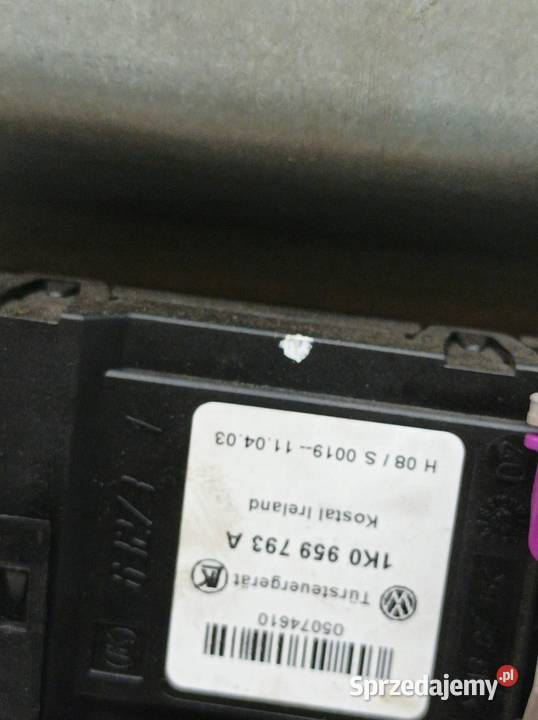 05074610
Türsteuergerät
1K0 959 793 A
Kostal Ireland
H 08 / S 0019-- 11.04.03
Sprzedajemy.pl